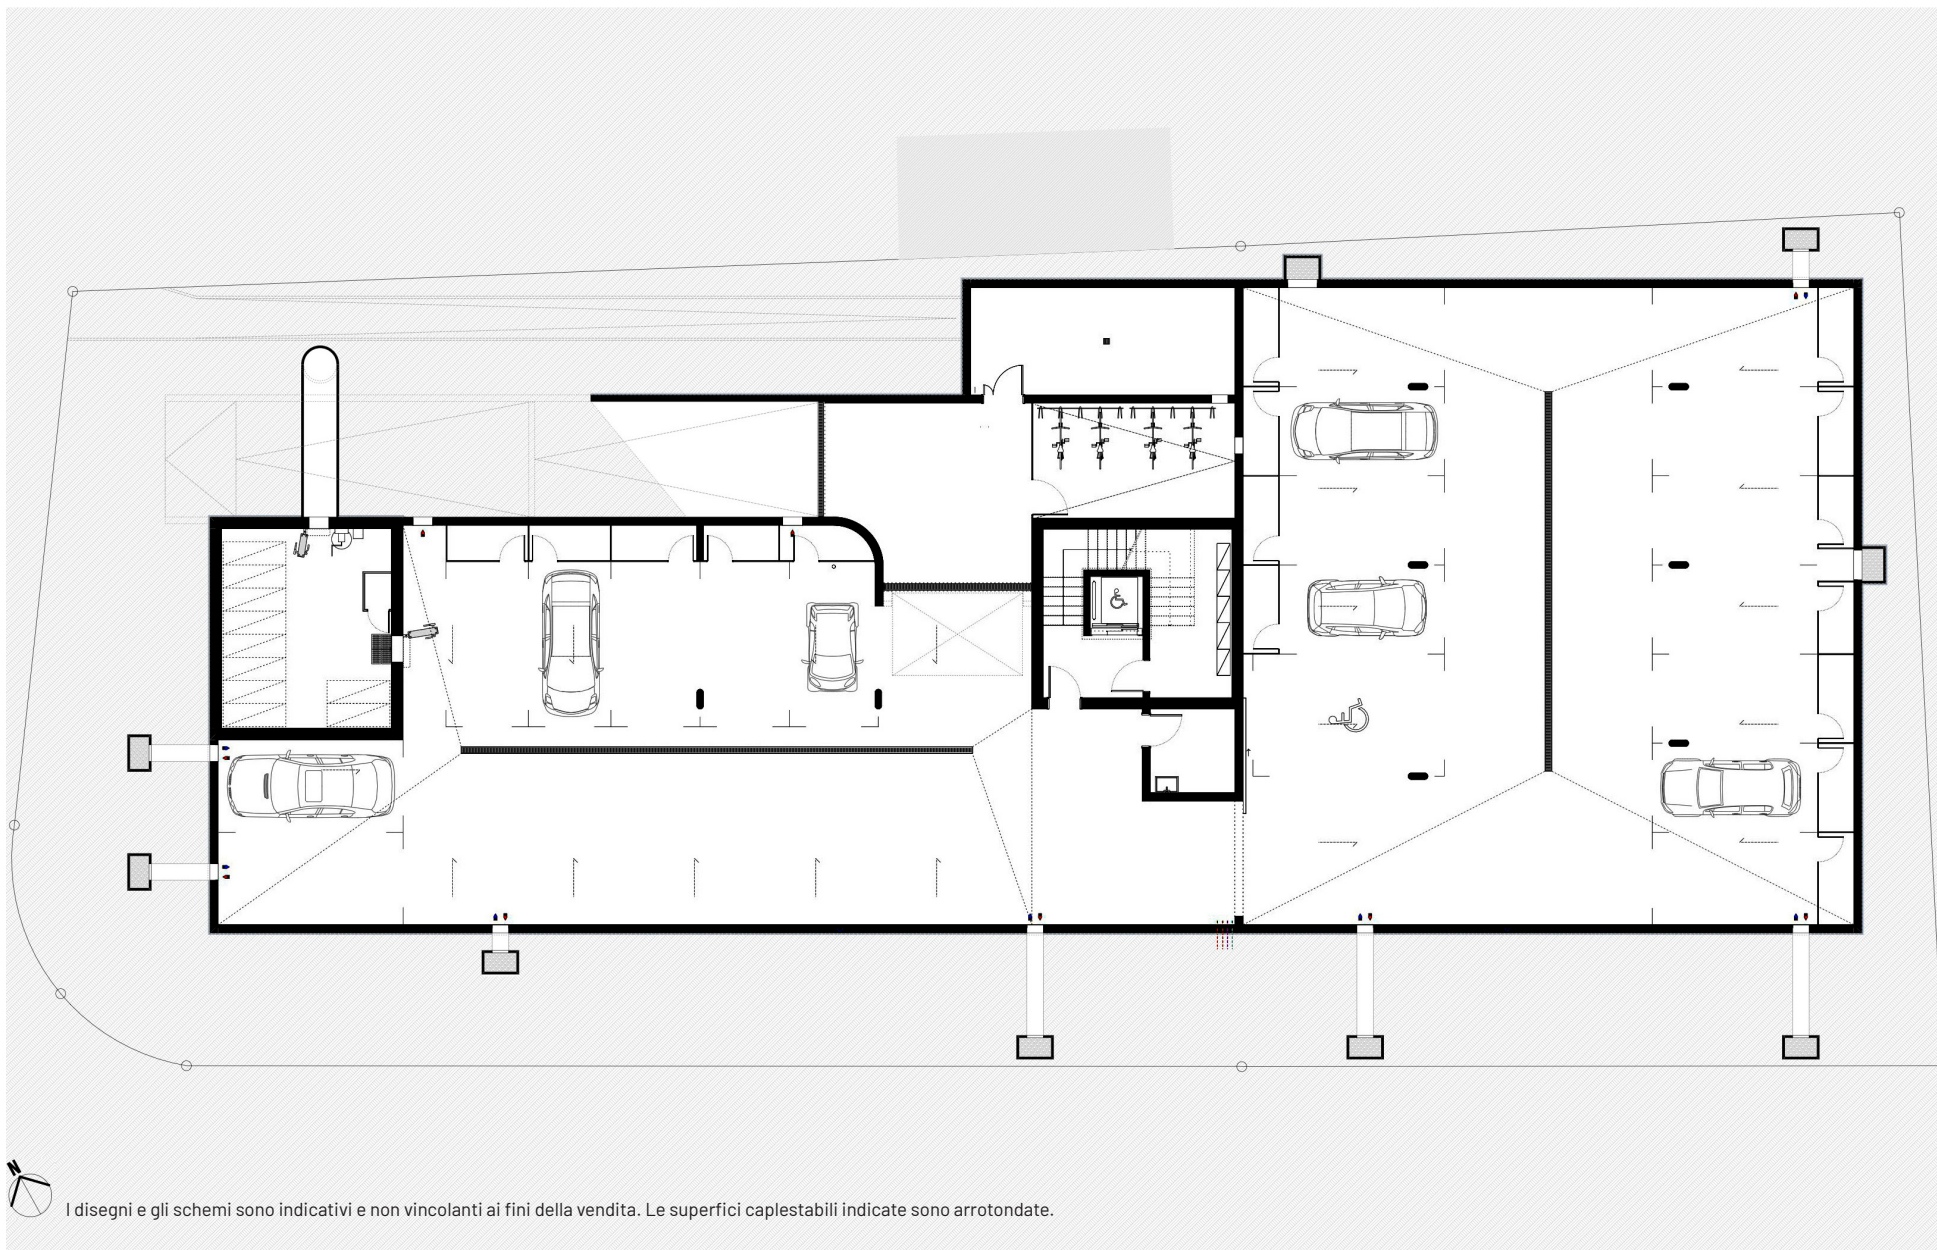 N
I disegni e gli schemi sono indicativi e non vincolanti ai fini della vendita. Le superfici caplestabili indicate sono arrotondate.